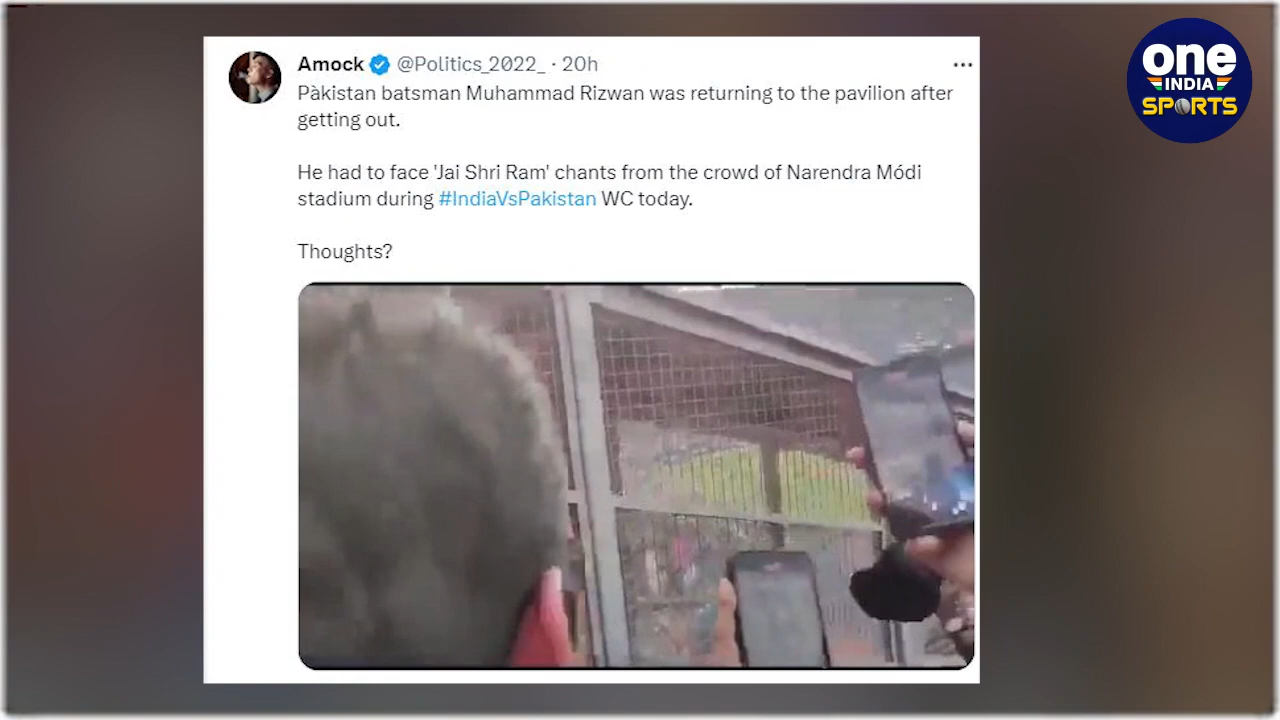 Amock @Politics_2022_ · 20h
Pàkistan batsman Muhammad Rizwan was returning to the pavilion after
getting out.
He had to face 'Jai Shri Ram' chants from the crowd of Narendra Módi
stadium during #IndiaVsPakistan WC today.
Thoughts?
one
INDIA
SPORTS